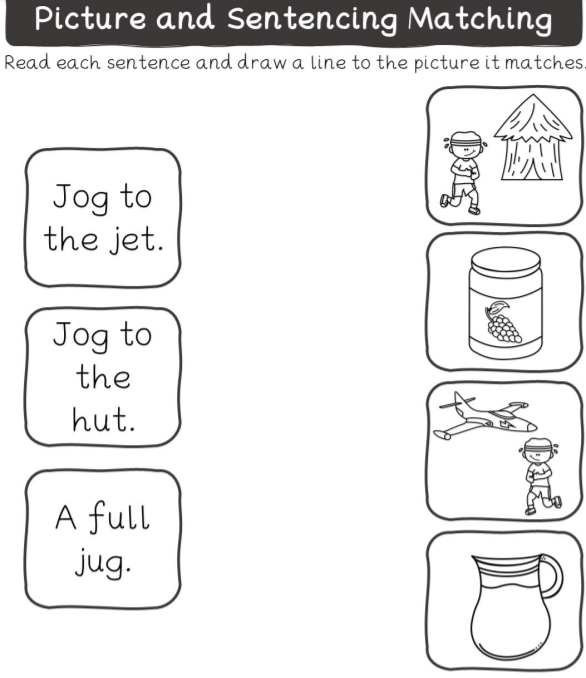 Picture and Sentencing Matching
Read each sentence and draw a line to the picture it matches.
Jog to
the jet.
Jog to
the
hut.
A full
jug.